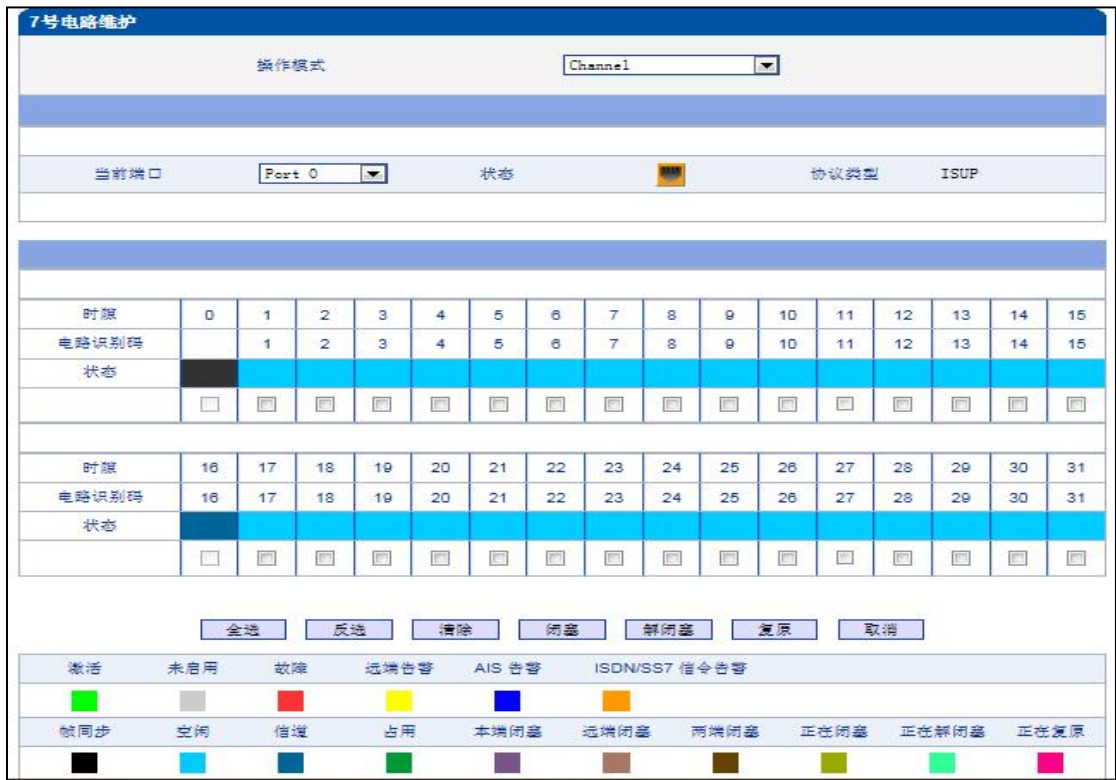 7号电路维护
操作模式 Channel
当前端口 Port 0 状态 协议类型 ISUP
时隙 0 1 2 3 4 5 6 7 8 9 10 11 12 13 14 15
电路识别码 1 2 3 4 5 6 7 8 9 10 11 12 13 14 15
状态
时隙 16 17 18 19 20 21 22 23 24 25 26 27 28 29 30 31
电路识别码 16 17 18 19 20 21 22 23 24 25 26 27 28 29 30 31
状态
全选 反选 清除 闭塞 解闭塞 复原 取消
激活 未启用 故障 远端告警 AIS 告警 ISDN/SS7 信令告警
帧同步 空闲 信道 占用 本端闭塞 远端闭塞 两端闭塞 正在闭塞 正在解闭塞 正在复原